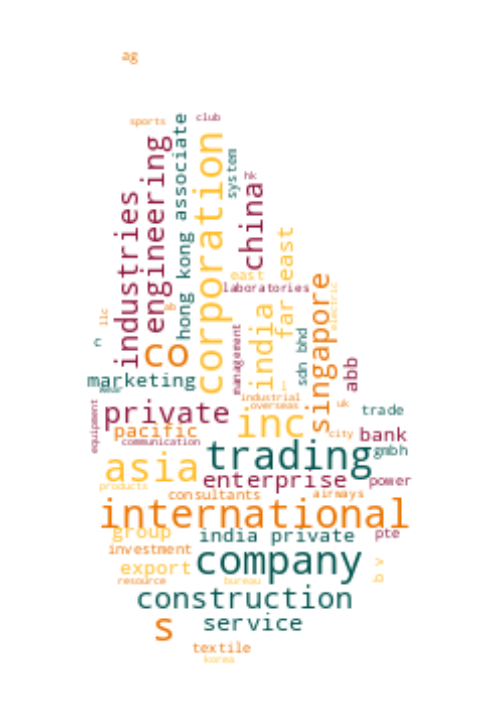 ag
sports
club
corporation
engineering
hong kong associate
system
hk
industries
china
far east
east
laboratories
singapore
electric
india
llc
c
co
management
sdn bhd
abb
marketing
industrial
overseas
uk
trade
equipment
private
inc
pacific
communication
city
bank
trading
gmbh
asia
enterprise
power
products
consultants
airways
international
group
india private
pte
investment
company
export
b v
resource
bureau
construction
s
service
textile
korea